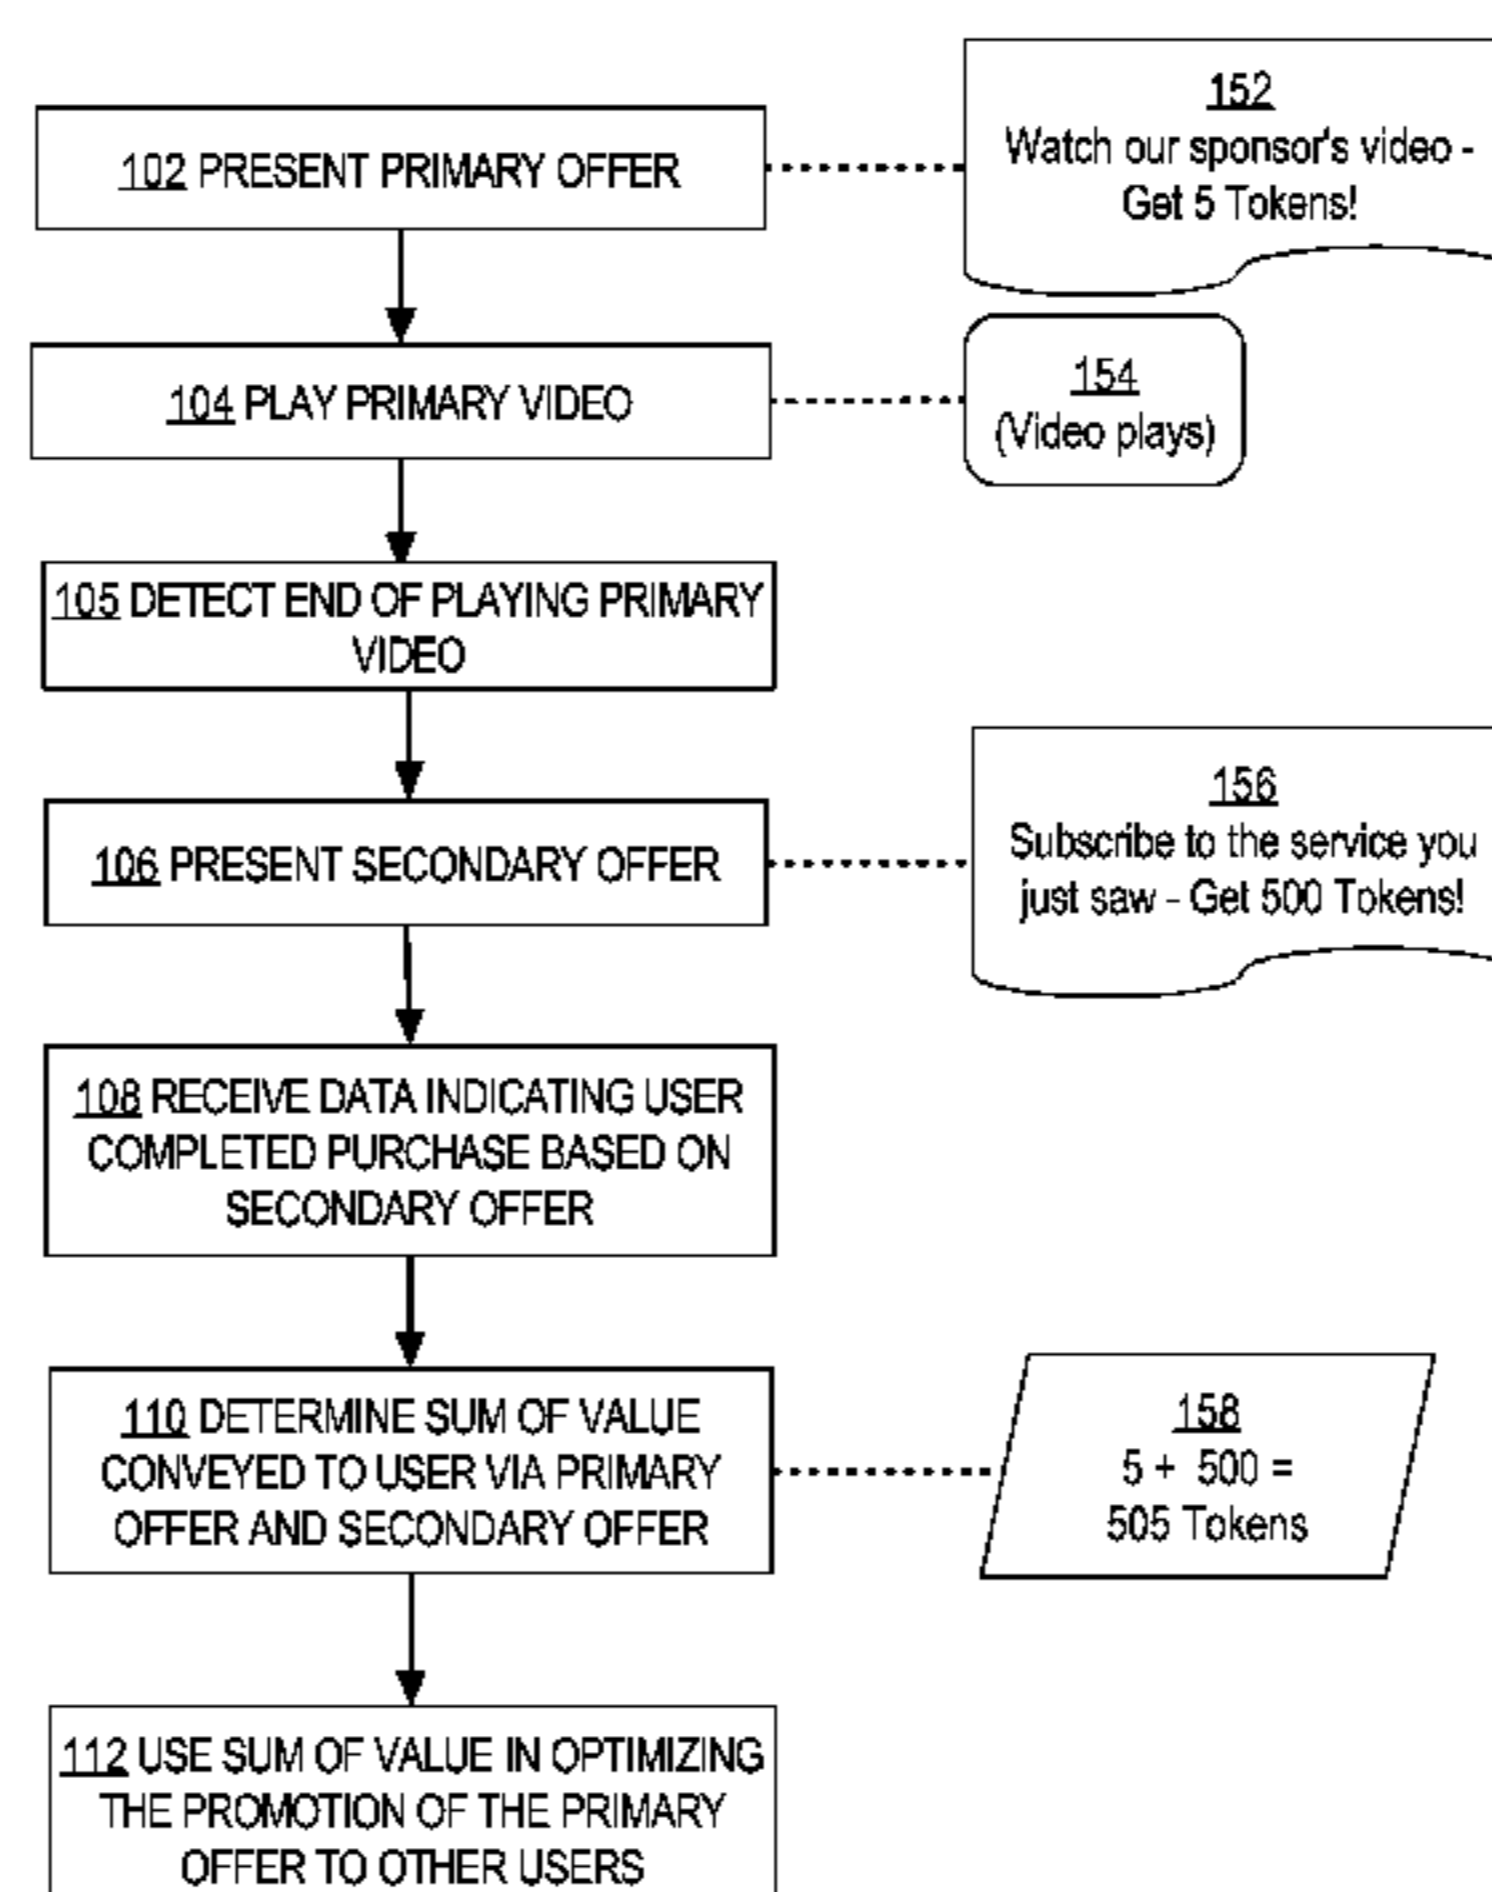 102 PRESENT PRIMARY OFFER
152
Watch our sponsor's video -
Get 5 Tokens!
104 PLAY PRIMARY VIDEO
154
(Video plays)
105 DETECT END OF PLAYING PRIMARY
VIDEO
106 PRESENT SECONDARY OFFER
156
Subscribe to the service you
just saw - Get 500 Tokens!
108 RECEIVE DATA INDICATING USER
COMPLETED PURCHASE BASED ON
SECONDARY OFFER
110 DETERMINE SUM OF VALUE
CONVEYED TO USER VIA PRIMARY
OFFER AND SECONDARY OFFER
158
5 + 500 =
505 Tokens
112 USE SUM OF VALUE IN OPTIMIZING
THE PROMOTION OF THE PRIMARY
OFFER TO OTHER USERS